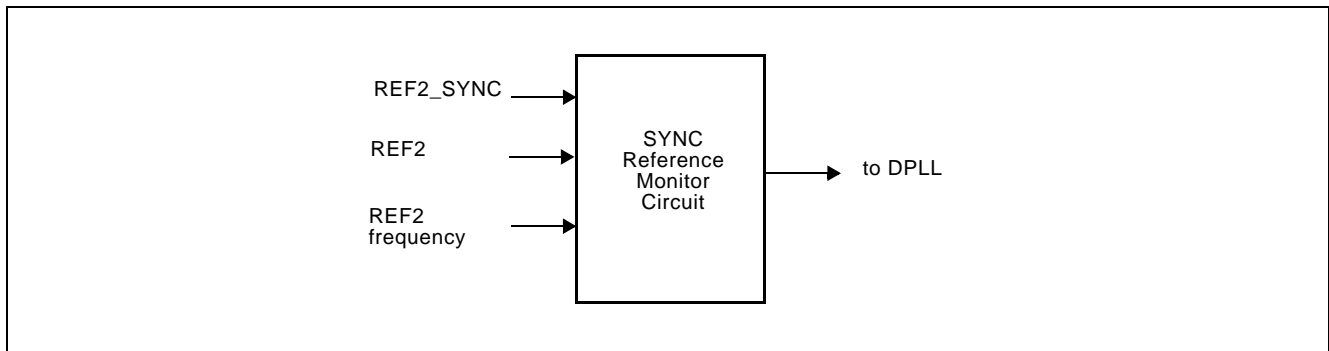 REF2_SYNC
REF2
REF2
frequency
SYNC
Reference
Monitor
Circuit
to DPLL